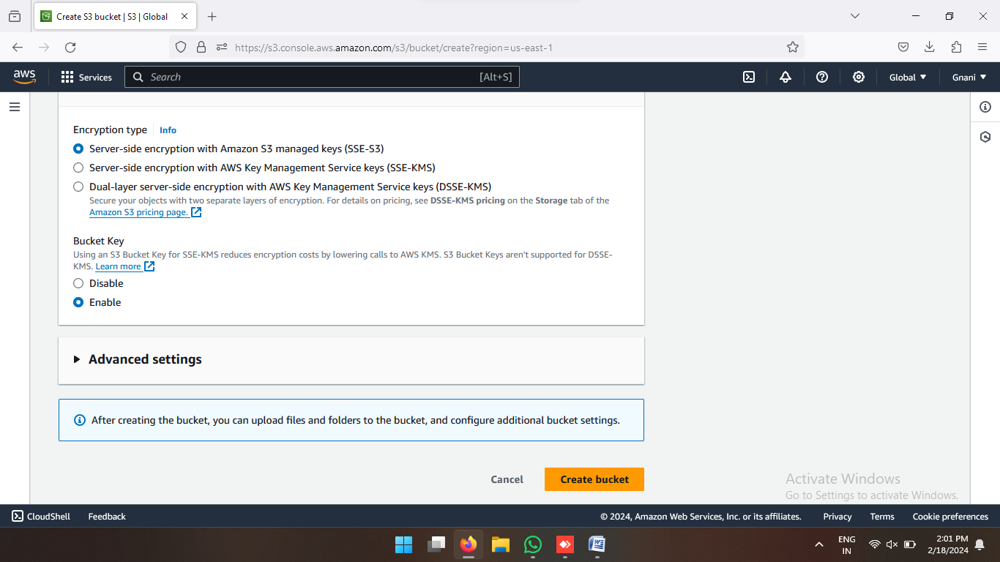 Create S3 bucket | S3 | Global
https://s3.console.aws.amazon.com/s3/bucket/create?region=us-east-1
aws
Services
Search
[Alt+S]
Global
Gnani
Encryption type
Info
Server-side encryption with Amazon S3 managed keys (SSE-S3)
Server-side encryption with AWS Key Management Service keys (SSE-KMS)
Dual-layer server-side encryption with AWS Key Management Service keys (DSSE-KMS)
Secure your objects with two separate layers of encryption. For details on pricing, see DSSE-KMS pricing on the Storage tab of the
Amazon S3 pricing page.
Bucket Key
Using an S3 Bucket Key for SSE-KMS reduces encryption costs by lowering calls to AWS KMS. S3 Bucket Keys aren't supported for DSSE-
KMS. Learn more
Disable
Enable
Advanced settings
After creating the bucket, you can upload files and folders to the bucket, and configure additional bucket settings.
Cancel
Create bucket
Activate Windows
Go to Settings to activate Windows.
CloudShell
Feedback
© 2024, Amazon Web Services, Inc. or its affiliates.
Privacy
Terms
Cookie preferences
ENG
IN
2:01 PM
2/18/2024